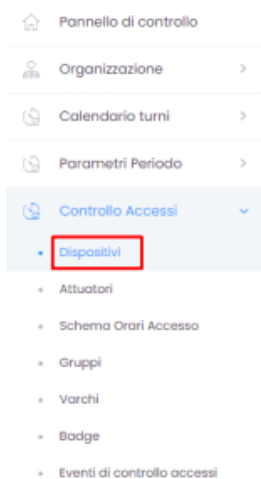 Pannello di controllo
Organizzazione
Calendario turni
Parametri Periodo
Controllo Accessi
Dispositivi
Attuatori
Schema Orari Accesso
Gruppi
Varchi
Badge
Eventi di controllo accessi